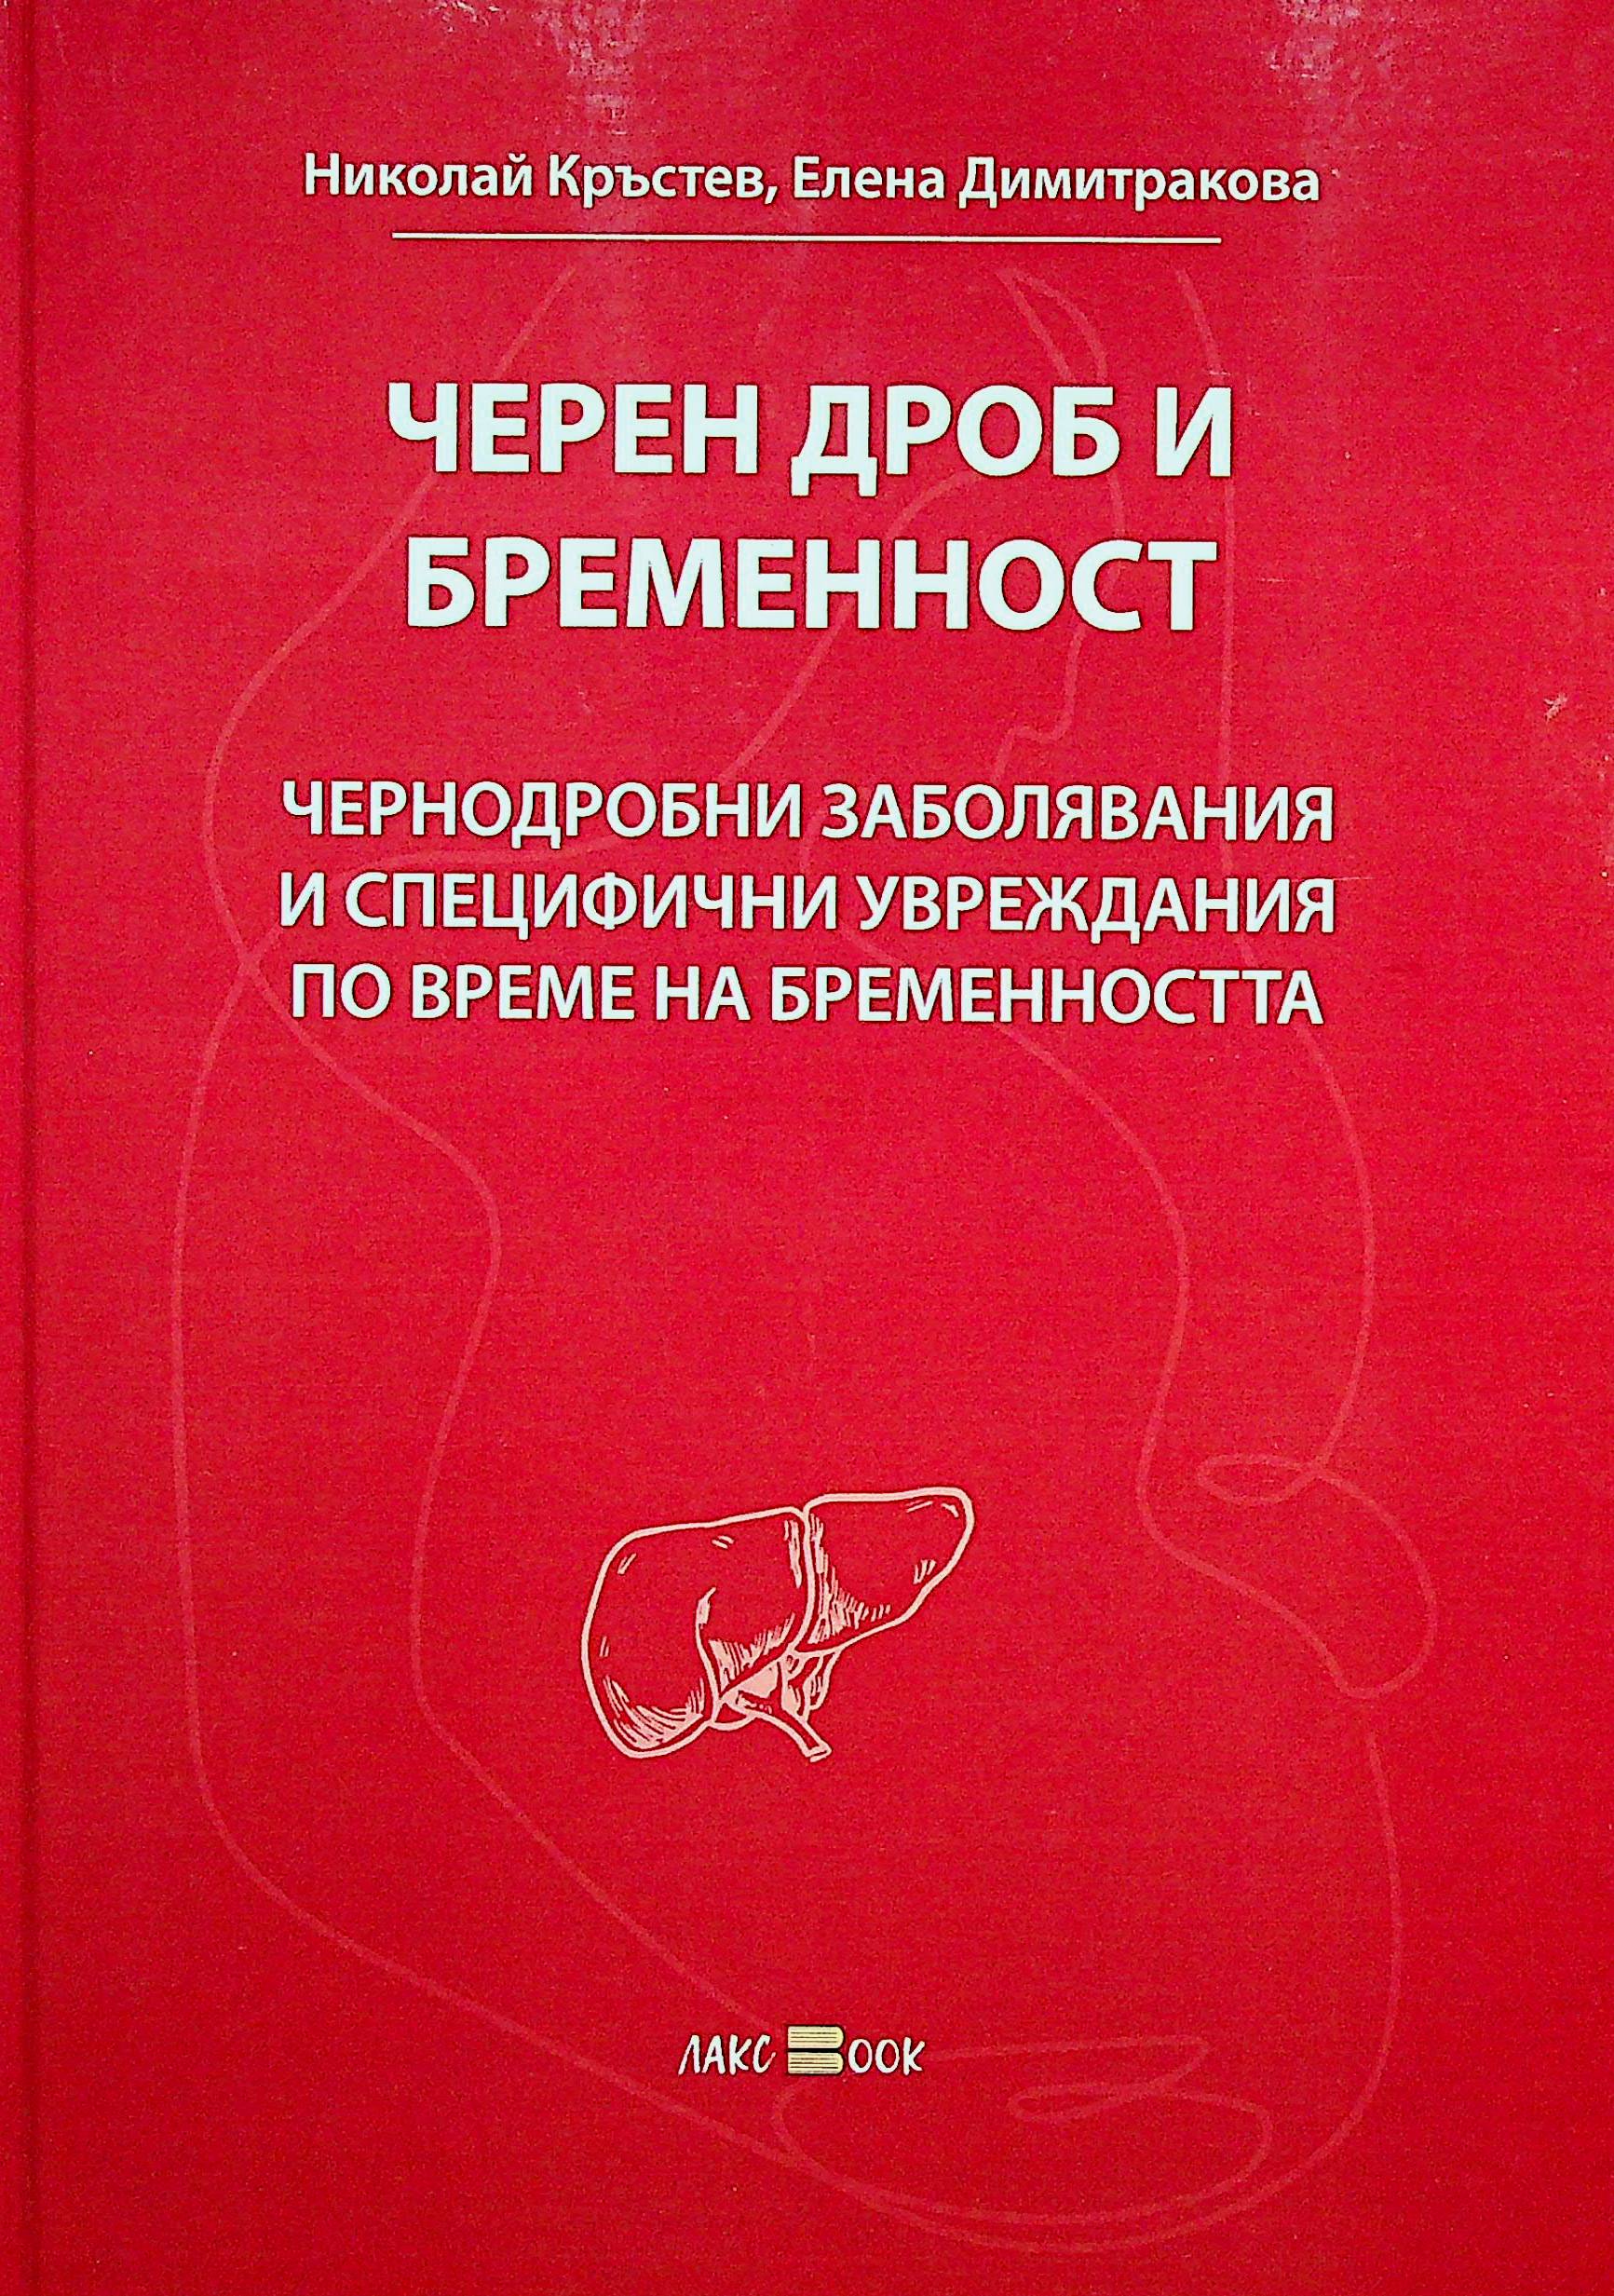 Николай Кръстев, Елена Димитракова
ЧЕРЕН ДРОБ И
БРЕМЕННОСТ
ЧЕРНОДРОБНИ ЗАБОЛЯВАНИЯ
И СПЕЦИФИЧНИ УВРЕЖДАНИЯ
ПО ВРЕМЕ НА БРЕМЕННОСТТА
ЛАКС BOOK